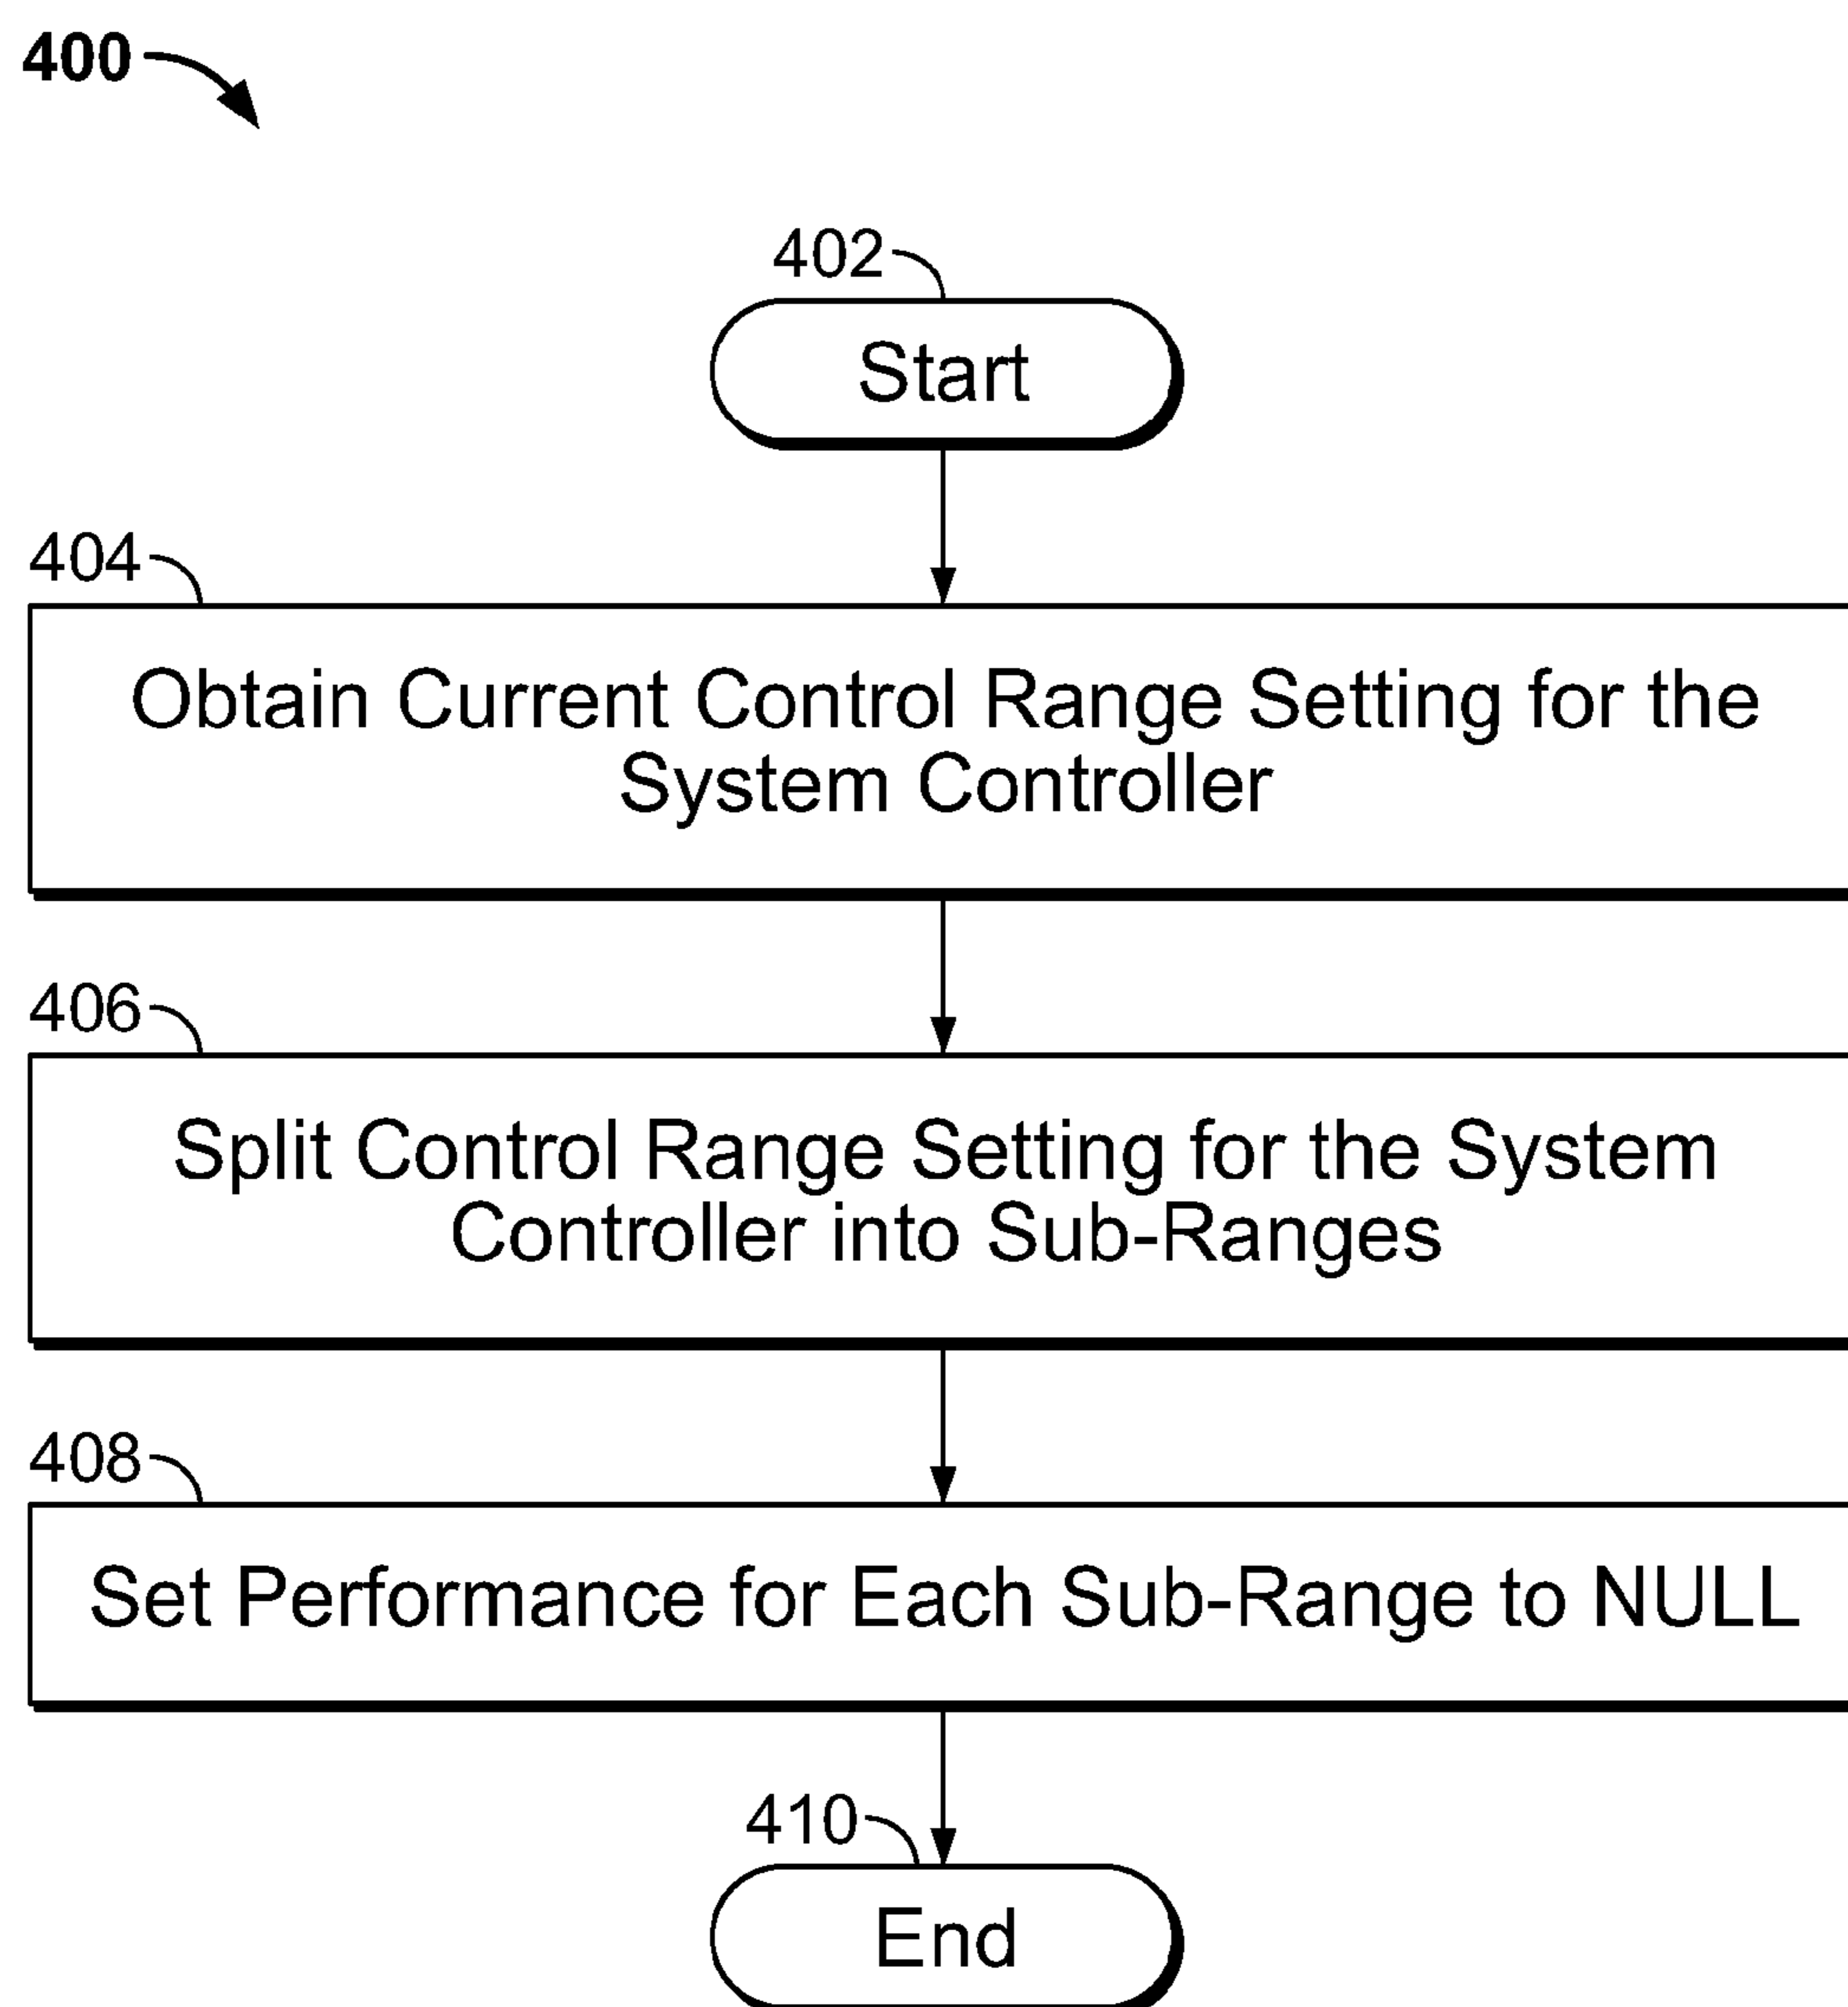 400
402
Start
404
Obtain Current Control Range Setting for the
System Controller
406
Split Control Range Setting for the System
Controller into Sub-Ranges
408
Set Performance for Each Sub-Range to NULL
410
End